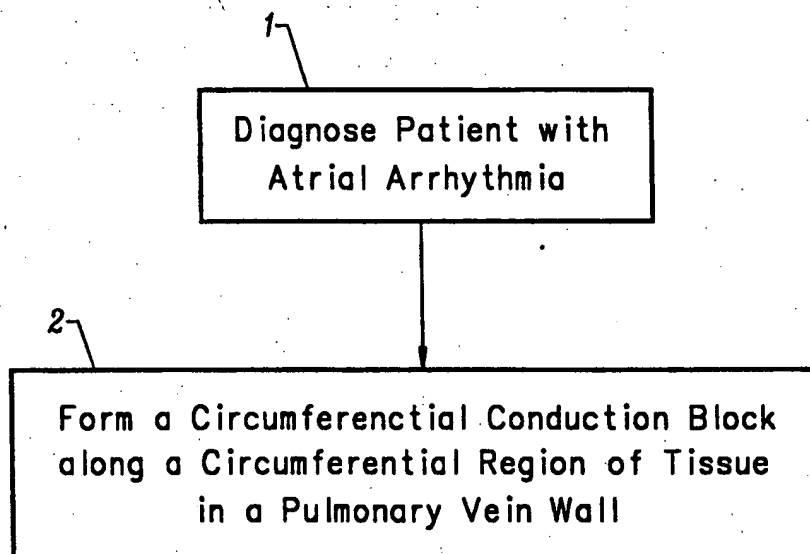 1
Diagnose Patient with
Atrial Arrhythmia
2
Form a Circumferenctial Conduction Block
along a Circumferential Region of Tissue
in a Pulmonary Vein Wall